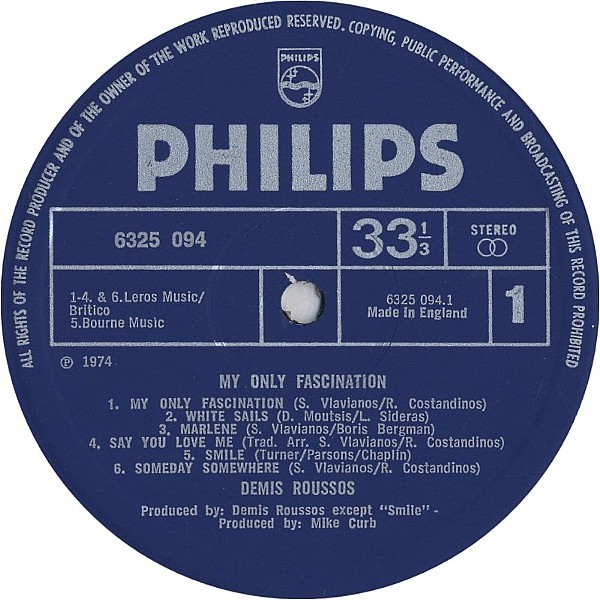 ALL RIGHTS OF THE RECORD PRODUCER AND OF THE OWNER OF THE WORK REPRODUCED RESERVED. COPYING, PUBLIC PERFORMANCE AND BROADCASTING OF THIS RECORD PROHIBITED
PHILIPS
PHILIPS
6325 094
33 1/3
STEREO
1-4. & 6.Leros Music/
Britico
5.Bourne Music
6325 094.1
Made in England
1
Ⓟ 1974
MY ONLY FASCINATION
1. MY ONLY FASCINATION (S. Vlavianos/R. Costandinos)
2. WHITE SAILS (D. Moutsis/L. Sideras)
3. MARLENE (S. Vlavianos/Boris Bergman)
4. SAY YOU LOVE ME (Trad. Arr. S. Vlavianos/R. Costandinos)
5. SMILE (Turner/Parsons/Chaplin)
6. SOMEDAY SOMEWHERE (S. Vlavianos/R. Costandinos)
DEMIS ROUSSOS
Produced by: Demis Roussos except "Smile" -
Produced by: Mike Curb